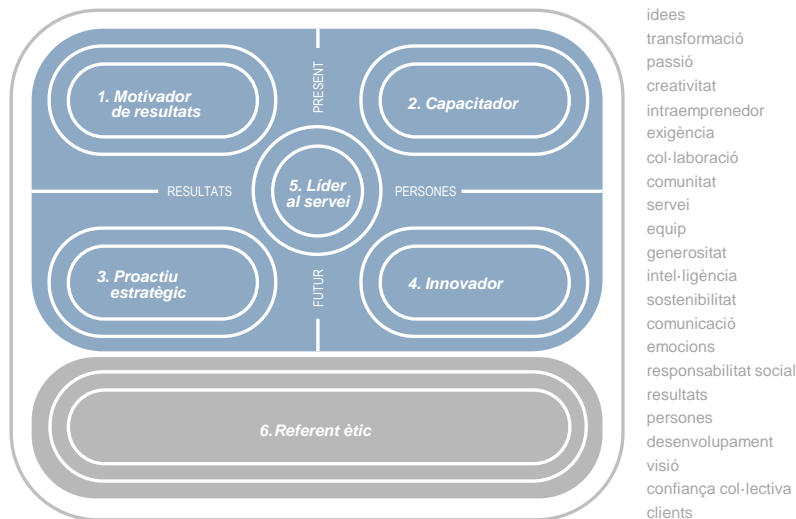 1. Motivador
de resultats
PRESENT
2. Capacitador
RESULTATS
5. Líder
al servei
PERSONES
3. Proactiu
estratègic
FUTUR
4. Innovador
6.Referent ètic
idees
transformació
passió
creativitat
intraemprenedor
exigència
col·laboració
comunitat
servei
equip
generositat
intel·ligència
sostenibilitat
comunicació
emocions
responsabilitat social
resultats
persones
desenvolupament
visió
confiança col·lectiva
clients